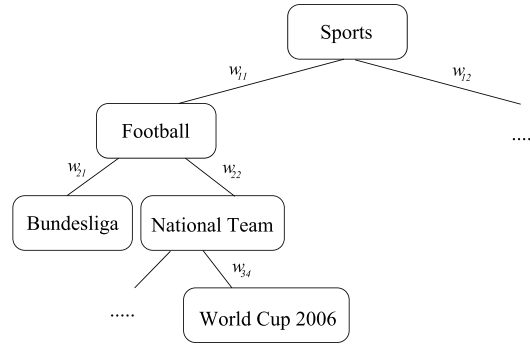 Sports
w11
w12
Football
....
w21
w22
Bundesliga
National Team
w34
.....
World Cup 2006